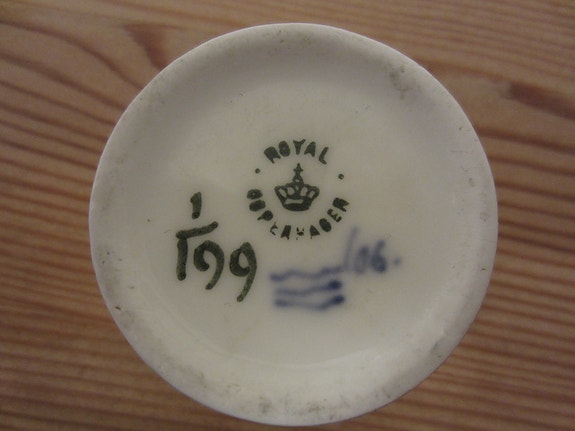 ROYAL
COPENHAGEN
1
199
106.